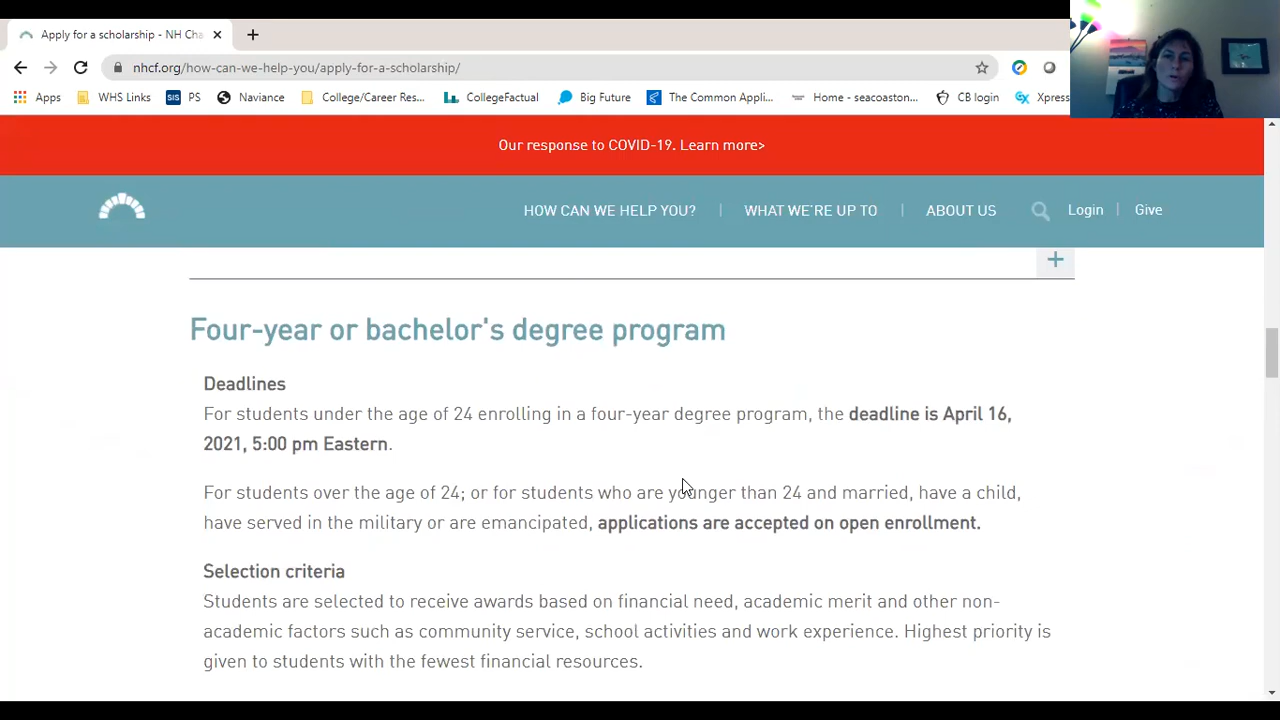 Apply for a scholarship - NH Cha
nhcf.org/how-can-we-help-you/apply-for-a-scholarship/
Apps WHS Links SIS PS Naviance College/Career Res... CollegeFactual Big Future The Common Appli... Home - seacoaston... CB login Xpress
Our response to COVID-19. Learn more>
HOW CAN WE HELP YOU? | WHAT WE'RE UP TO | ABOUT US Login | Give
+
Four-year or bachelor's degree program
Deadlines
For students under the age of 24 enrolling in a four-year degree program, the deadline is April 16,
2021, 5:00 pm Eastern.
For students over the age of 24; or for students who are younger than 24 and married, have a child,
have served in the military or are emancipated, applications are accepted on open enrollment.
Selection criteria
Students are selected to receive awards based on financial need, academic merit and other non-
academic factors such as community service, school activities and work experience. Highest priority is
given to students with the fewest financial resources.